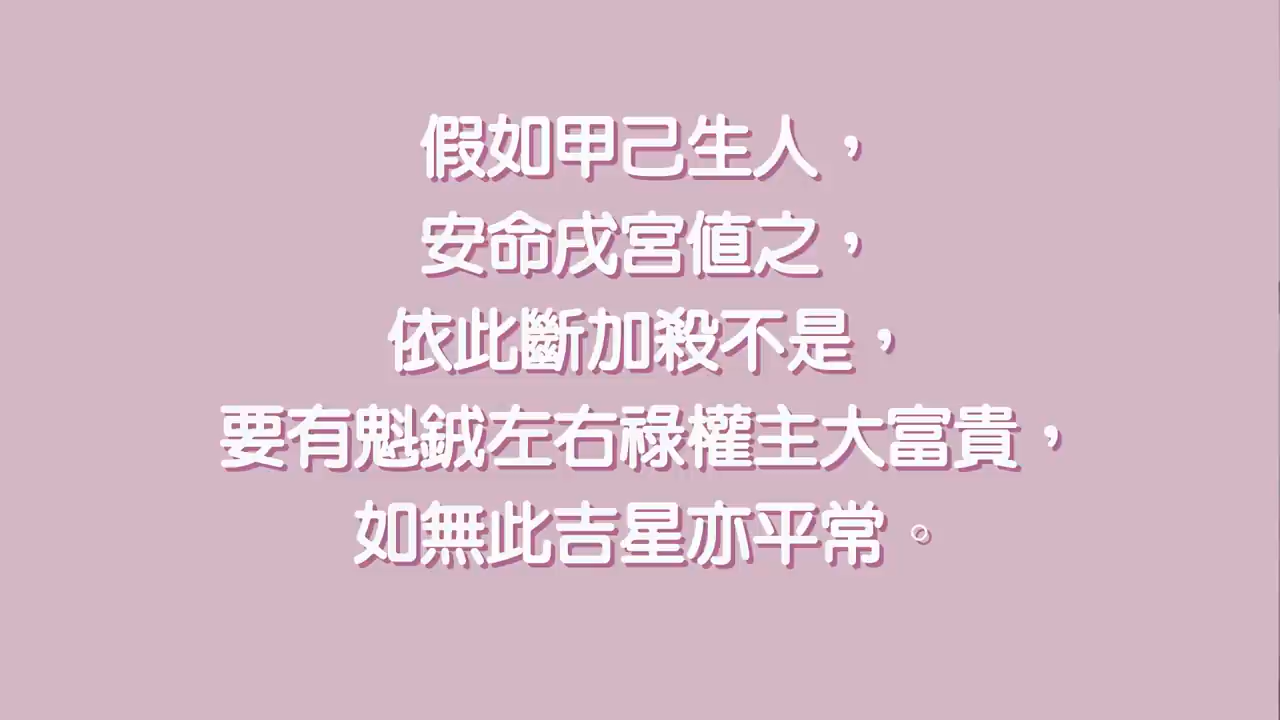 假如甲己生人，
安命戌宮值之，
依此斷加殺不是，
要有魁鉞左右祿權主大富貴，
如無此吉星亦平常。